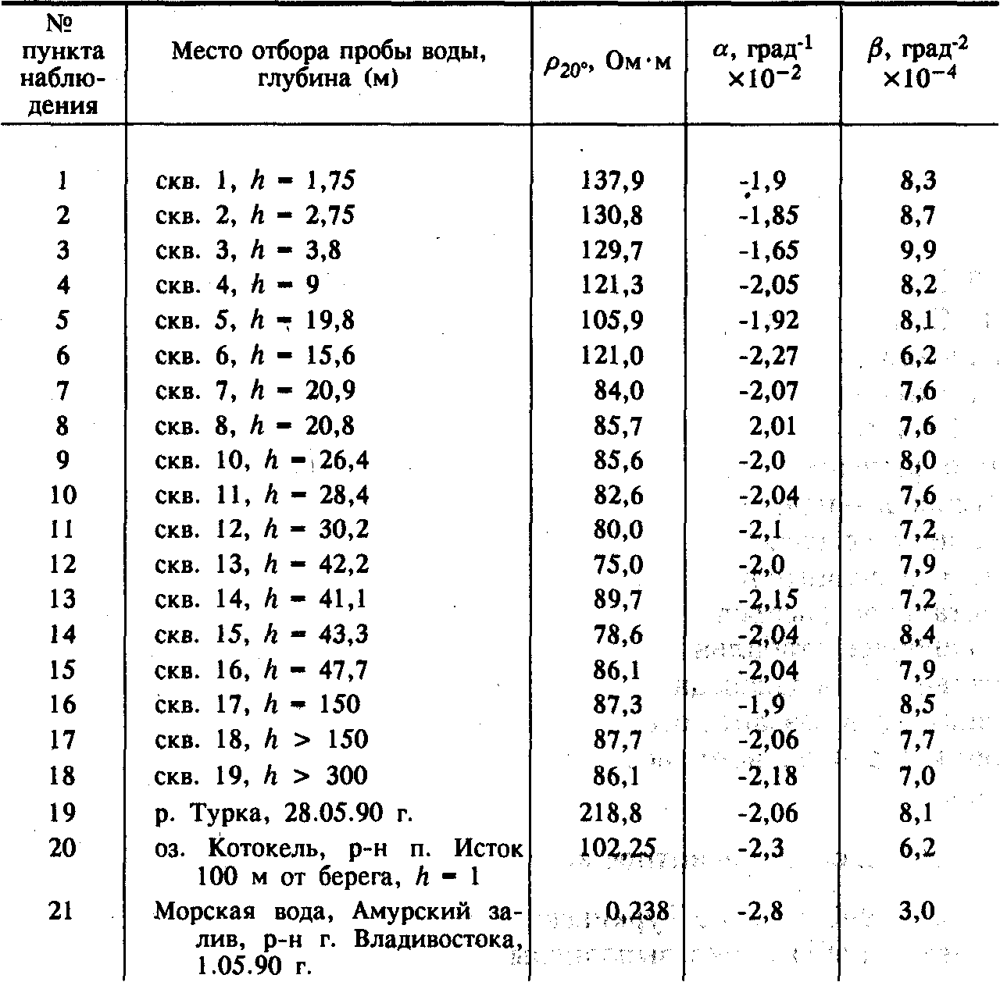 № пункта наблю-дения | Место отбора пробы воды, глубина (м) | ρ20°, Ом·м | α, град-1 ×10−2 | β, град-2 ×10−4
1 скв. 1, h = 1,75 137,9 -1,9 8,3
2 скв. 2, h = 2,75 130,8 -1,85 8,7
3 скв. 3, h = 3,8 129,7 -1,65 9,9
4 скв. 4, h = 9 121,3 -2,05 8,2
5 скв. 5, h = 19,8 105,9 -1,92 8,1
6 скв. 6, h = 15,6 121,0 -2,27 6,2
7 скв. 7, h = 20,9 84,0 -2,07 7,6
8 скв. 8, h = 20,8 85,7 2,01 7,6
9 скв. 10, h = 26,4 85,6 -2,0 8,0
10 скв. 11, h = 28,4 82,6 -2,04 7,6
11 скв. 12, h = 30,2 80,0 -2,1 7,2
12 скв. 13, h = 42,2 75,0 -2,0 7,9
13 скв. 14, h = 41,1 89,7 -2,15 7,2
14 скв. 15, h = 43,3 78,6 -2,04 8,4
15 скв. 16, h = 47,7 86,1 -2,04 7,9
16 скв. 17, h = 150 87,3 -1,9 8,5
17 скв. 18, h > 150 87,7 -2,06 7,7
18 скв. 19, h > 300 86,1 -2,18 7,0
19 р. Турка, 28.05.90 г. 218,8 -2,06 8,1
20 оз. Котокель, р-н п. Исток 102,25 -2,3 6,2
100 м от берега, h = 1
21 Морская вода, Амурский за- 0,238 -2,8 3,0
лив, р-н г. Владивостока,
1.05.90 г.